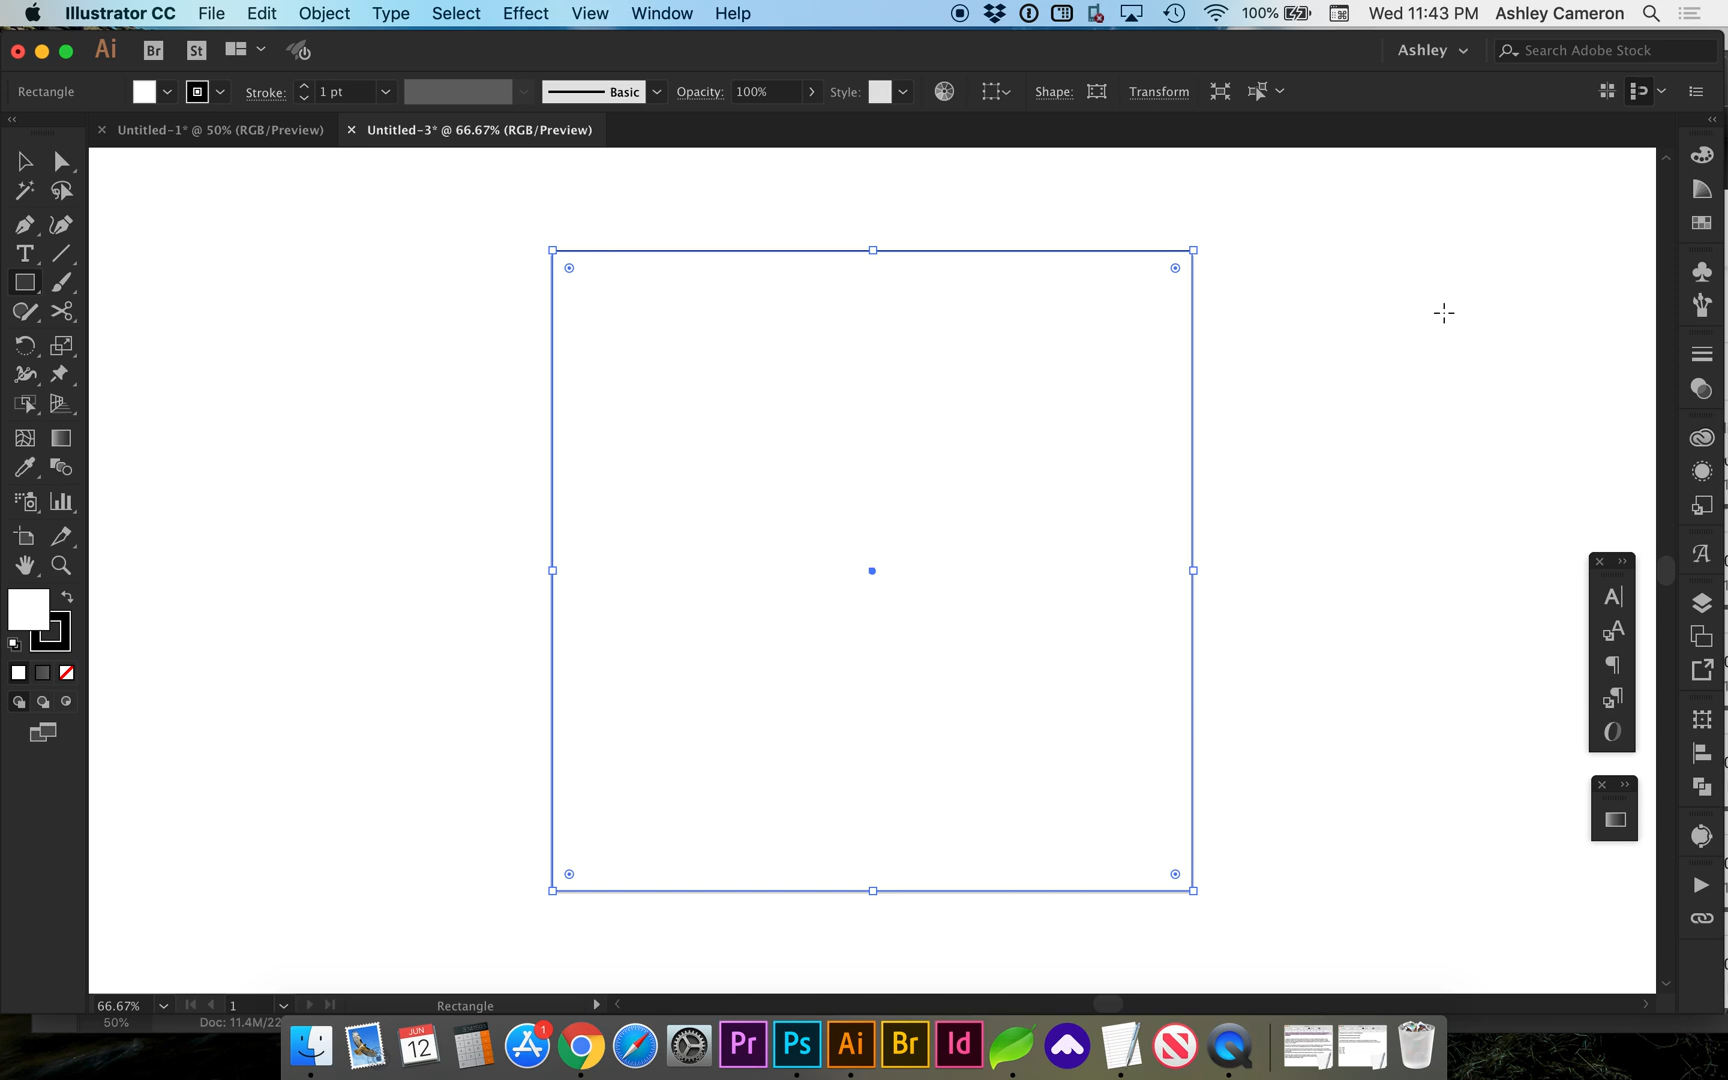 Illustrator CC File Edit Object Type Select Effect View Window Help 100% Wed 11:43 PM Ashley Cameron
Ai Br St Ashley Search Adobe Stock
Rectangle Stroke: 1 pt Basic Opacity: 100% Style: Shape: Transform
Untitled-1* @ 50% (RGB/Preview) Untitled-3* @ 66.67% (RGB/Preview)
66.67% 1 Rectangle
50% Doc: 11.4M/22
JUN
12
1
Pr Ps Ai Br Id